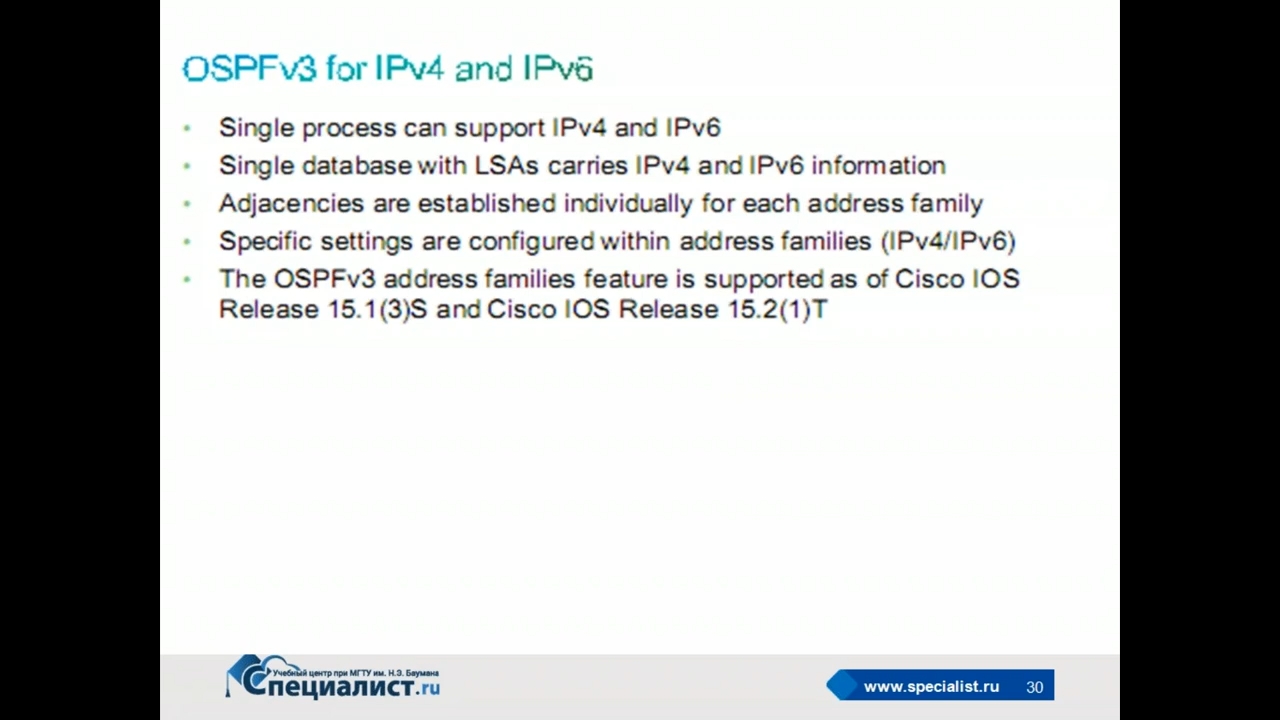 OSPFv3 for IPv4 and IPv6
• Single process can support IPv4 and IPv6
• Single database with LSAs carries IPv4 and IPv6 information
• Adjacencies are established individually for each address family
• Specific settings are configured within address families (IPv4/IPv6)
• The OSPFv3 address families feature is supported as of Cisco IOS
Release 15.1(3)S and Cisco IOS Release 15.2(1)T
Учебный центр при МГТУ им. Н.Э. Баумана
Специалист.ru
www.specialist.ru 30